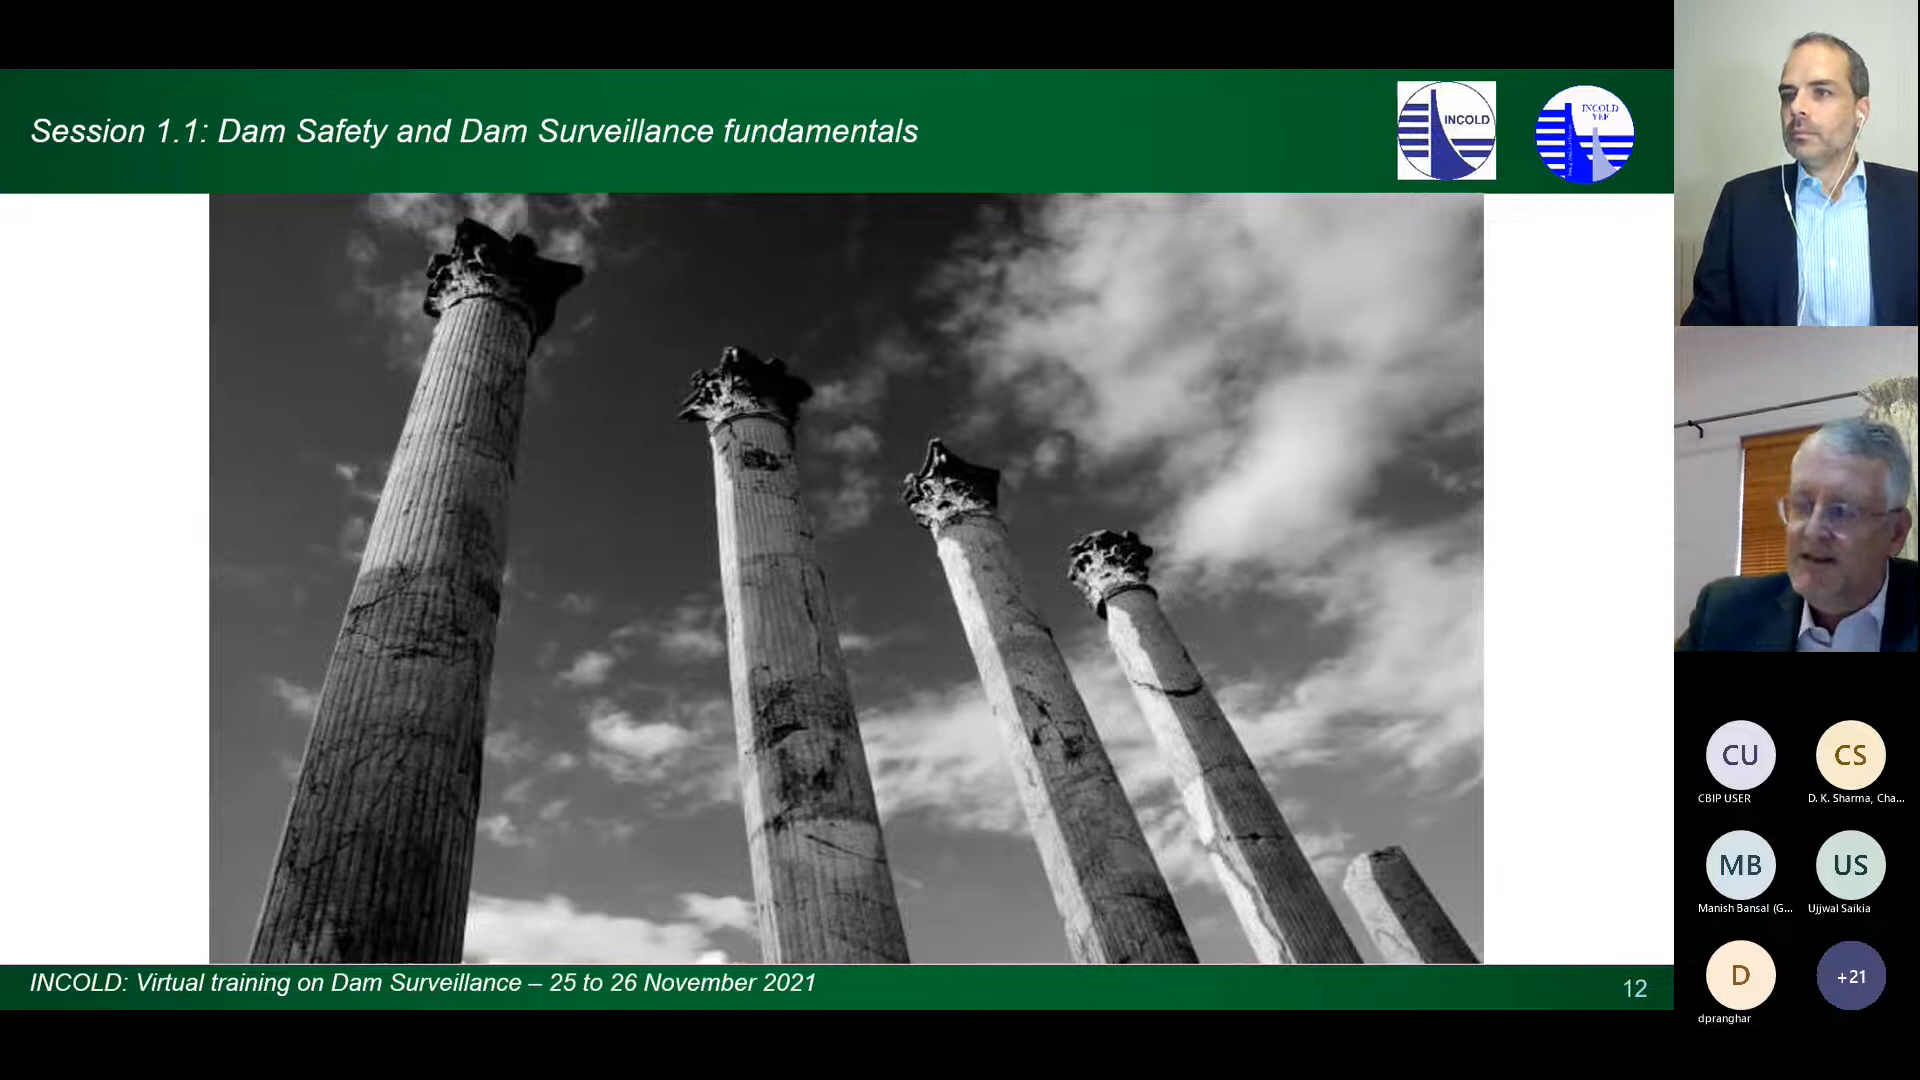 Session 1.1: Dam Safety and Dam Surveillance fundamentals
INCOLD
INCOLD
YEF
INCOLD: Virtual training on Dam Surveillance – 25 to 26 November 2021
12
CU
CS
CBIP USER
D. K. Sharma, Cha...
MB
US
Manish Bansal (G...
Ujjwal Saikia
D
+21
dpranghar